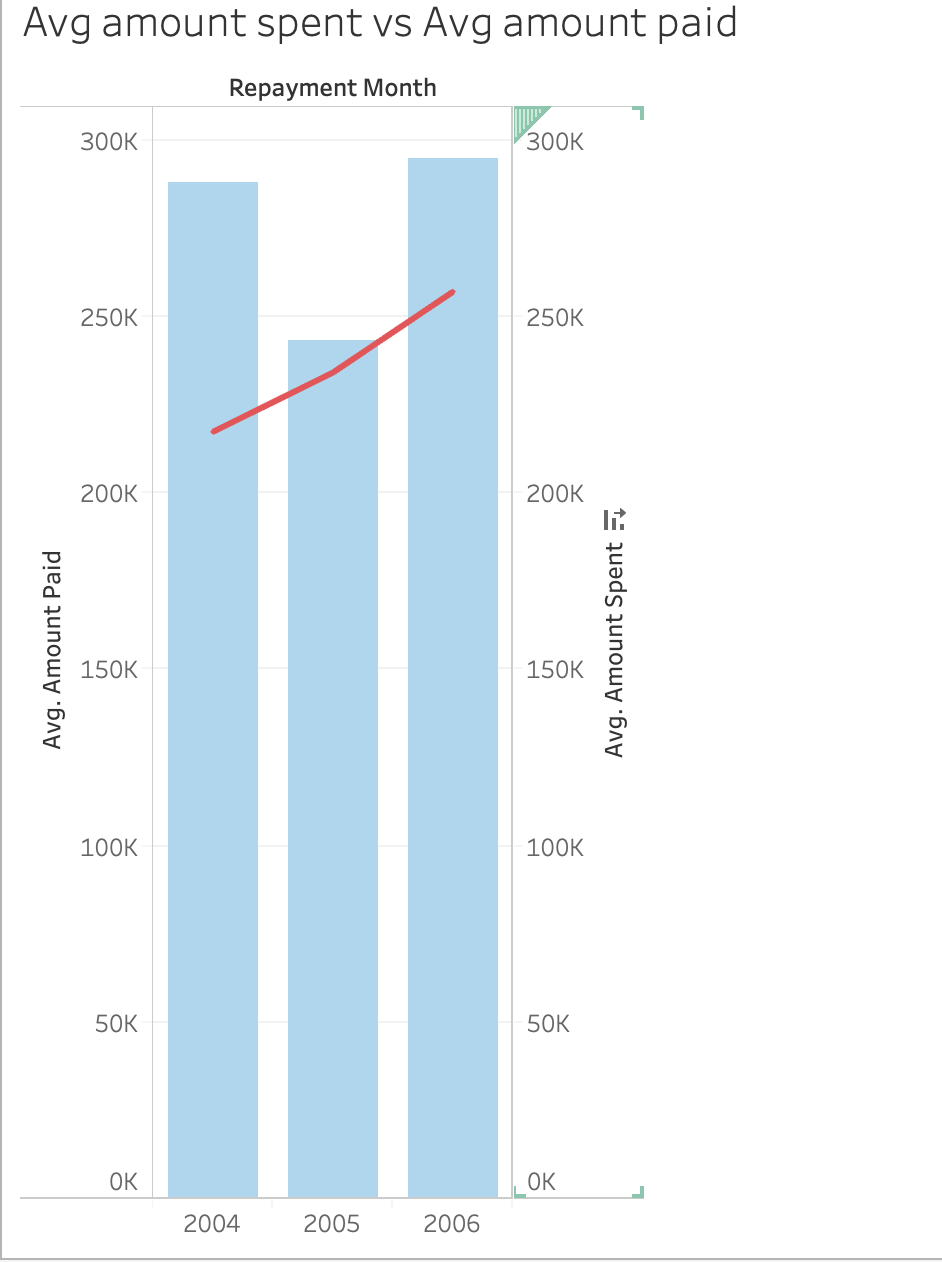 Avg amount spent vs Avg amount paid
Repayment Month
300K
250K
200K
150K
100K
50K
0K
Avg. Amount Paid
300K
250K
200K
150K
100K
50K
0K
Avg. Amount Spent
2004 2005 2006